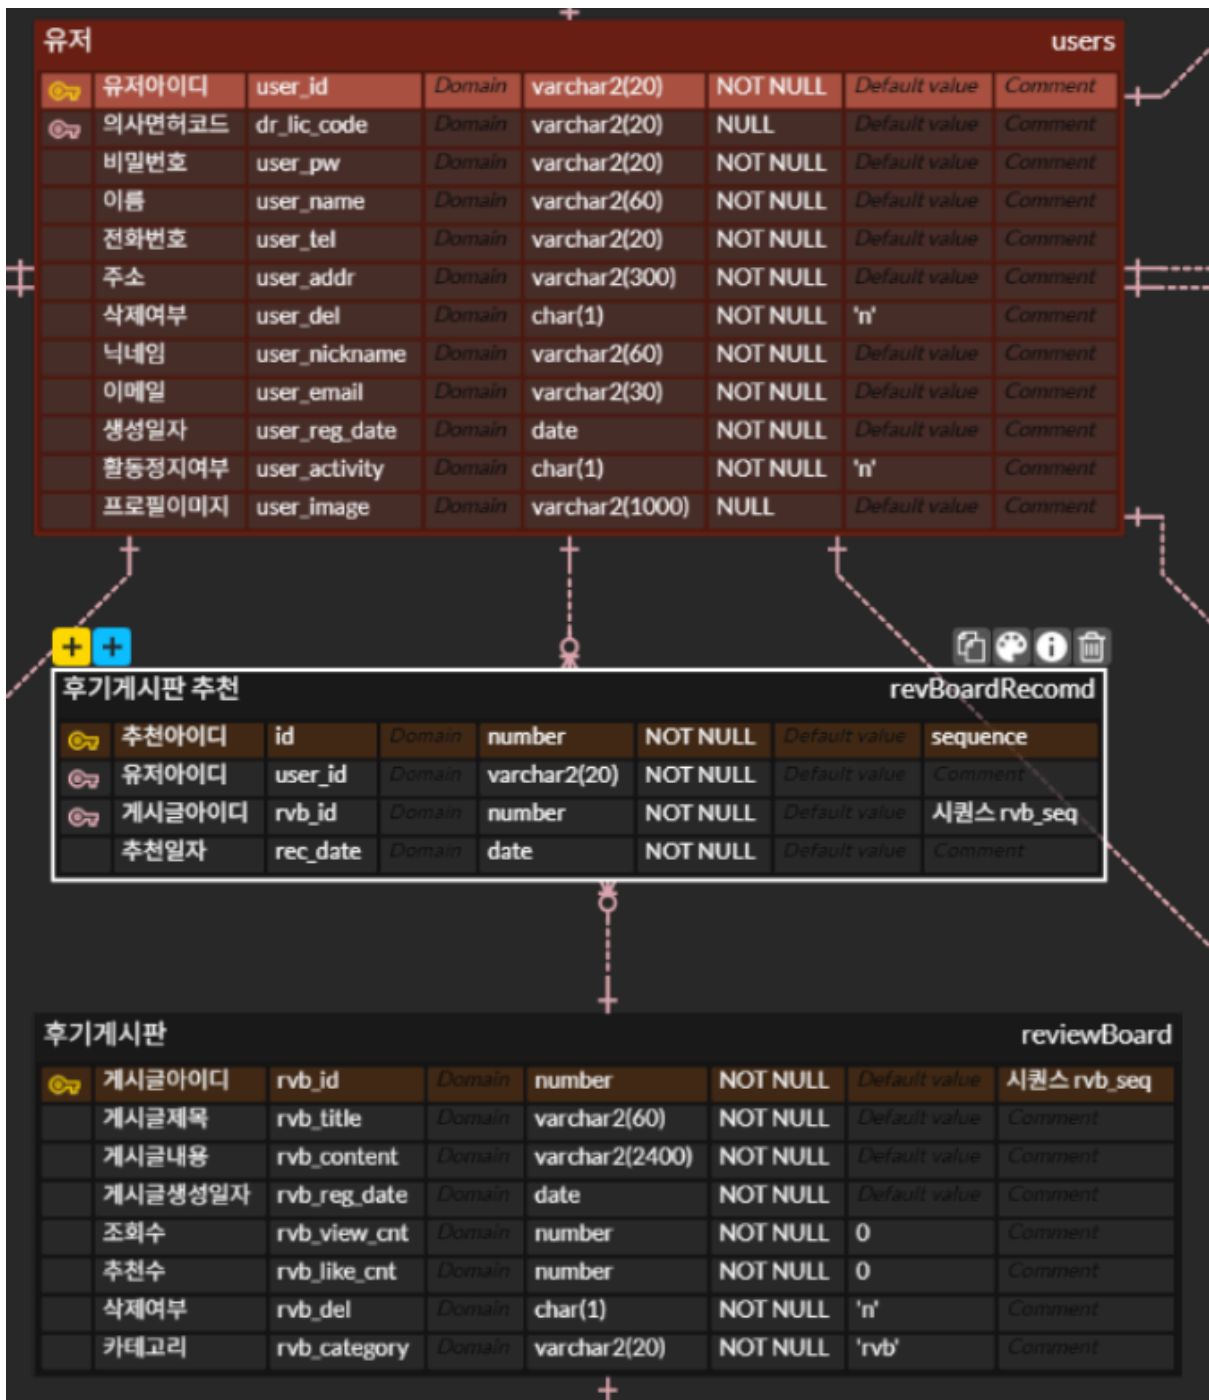 유저 users
유저아이디 user_id Domain varchar2(20) NOT NULL Default value Comment
의사면허코드 dr_lic_code Domain varchar2(20) NULL Default value Comment
비밀번호 user_pw Domain varchar2(20) NOT NULL Default value Comment
이름 user_name Domain varchar2(60) NOT NULL Default value Comment
전화번호 user_tel Domain varchar2(20) NOT NULL Default value Comment
주소 user_addr Domain varchar2(300) NOT NULL Default value Comment
삭제여부 user_del Domain char(1) NOT NULL 'n' Comment
닉네임 user_nickname Domain varchar2(60) NOT NULL Default value Comment
이메일 user_email Domain varchar2(30) NOT NULL Default value Comment
생성일자 user_reg_date Domain date NOT NULL Default value Comment
활동정지여부 user_activity Domain char(1) NOT NULL 'n' Comment
프로필이미지 user_image Domain varchar2(1000) NULL Default value Comment
후기게시판 추천 revBoardRecomd
추천아이디 id Domain number NOT NULL Default value sequence
유저아이디 user_id Domain varchar2(20) NOT NULL Default value Comment
게시글아이디 rvb_id Domain number NOT NULL Default value 시퀀스 rvb_seq
추천일자 rec_date Domain date NOT NULL Default value Comment
후기게시판 reviewBoard
게시글아이디 rvb_id Domain number NOT NULL Default value 시퀀스 rvb_seq
게시글제목 rvb_title Domain varchar2(60) NOT NULL Default value Comment
게시글내용 rvb_content Domain varchar2(2400) NOT NULL Default value Comment
게시글생성일자 rvb_reg_date Domain date NOT NULL Default value Comment
조회수 rvb_view_cnt Domain number NOT NULL 0 Comment
추천수 rvb_like_cnt Domain number NOT NULL 0 Comment
삭제여부 rvb_del Domain char(1) NOT NULL 'n' Comment
카테고리 rvb_category Domain varchar2(20) NOT NULL 'rvb' Comment